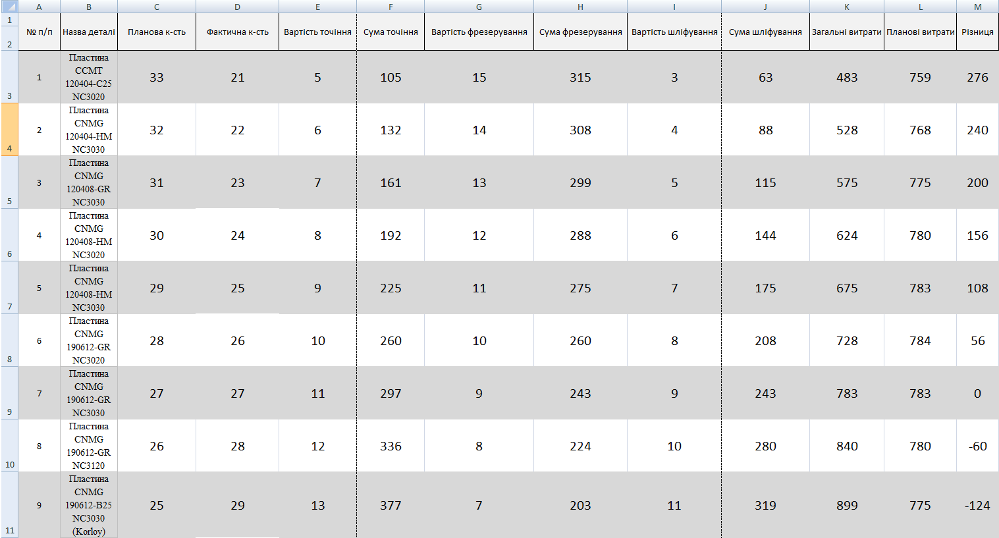 A B C D E F G H I J K L M
1
2
№ п/п Назва деталі Планова к-сть Фактична к-сть Вартість точіння Сума точіння Вартість фрезерування Сума фрезерування Вартість шліфування Сума шліфування Загальні витрати Планові витрати Різниця
Пластина
CCMT
120404-C25
NC3020
3 1 33 21 5 105 15 315 3 63 483 759 276
Пластина
CNMG
120404-HM
NC3030
4 2 32 22 6 132 14 308 4 88 528 768 240
Пластина
CNMG
120408-GR
NC3030
5 3 31 23 7 161 13 299 5 115 575 775 200
Пластина
CNMG
120408-HM
NC3020
6 4 30 24 8 192 12 288 6 144 624 780 156
Пластина
CNMG
120408-HM
NC3030
7 5 29 25 9 225 11 275 7 175 675 783 108
Пластина
CNMG
190612-GR
NC3020
8 6 28 26 10 260 10 260 8 208 728 784 56
Пластина
CNMG
190612-GR
NC3030
9 7 27 27 11 297 9 243 9 243 783 783 0
Пластина
CNMG
190612-GR
NC3120
10 8 26 28 12 336 8 224 10 280 840 780 -60
Пластина
CNMG
190612-B25
NC3030
(Korloy)
11 9 25 29 13 377 7 203 11 319 899 775 -124